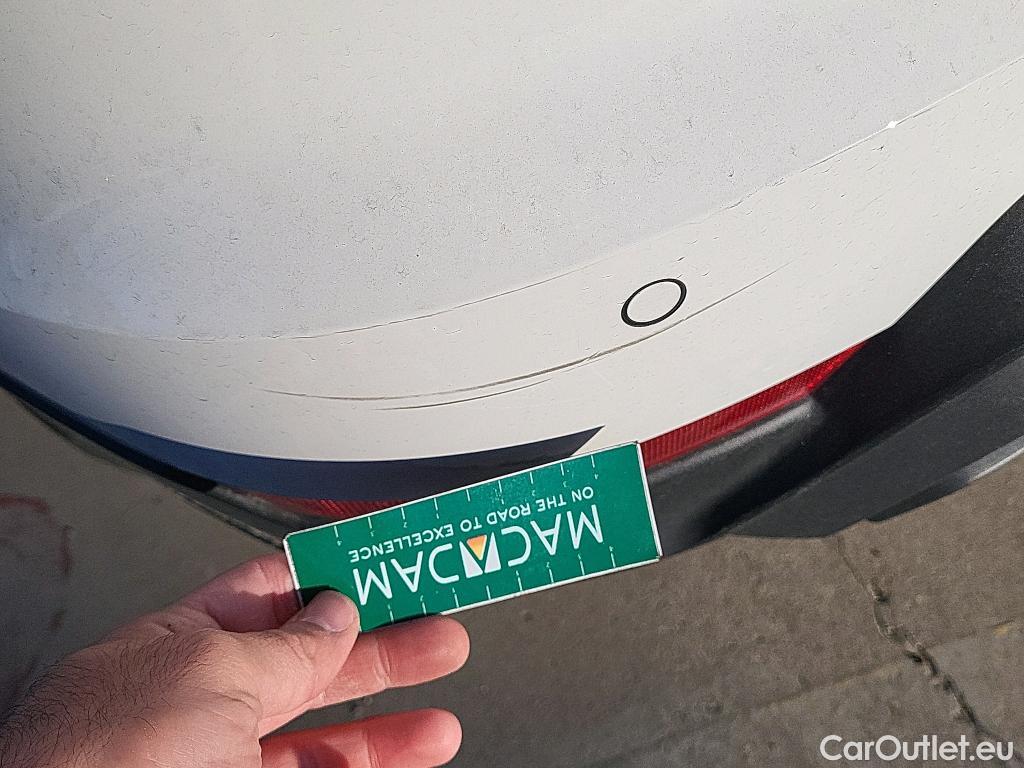 MACADAM
ON THE ROAD TO EXCELLENCE
CarOutlet.eu